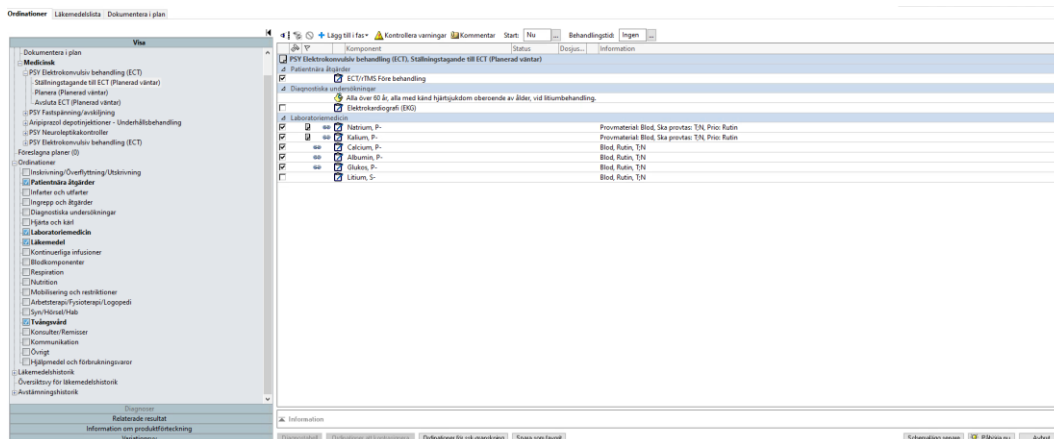 Ordinationer Läkemedelslista Dokumentera i plan
Lägg till i fas Kontrollera varningar Kommentar Start: Nu ... Behandlingstid: Ingen ...
Visa
Dokumentera i plan
Medicinsk
PSY Elektrokonvulsiv behandling (ECT)
Ställningstagande till ECT (Planerad väntar)
Planera (Planerad väntar)
Avsluta ECT (Planerad väntar)
PSY Fastspänning/avskiljning
Aripiprazol depotinjektioner - Underhållsbehandling
PSY Neuroleptikakontroller
PSY Elektrokonvulsiv behandling (ECT)
Föreslagna planer (0)
Ordinationer
Inskrivning/Överflyttning/Utskrivning
Patientnära åtgärder
Infarter och utfarter
Ingrepp och åtgärder
Diagnostiska undersökningar
Hjärta och kärl
Laboratoriemedicin
Läkemedel
Kontinuerliga infusioner
Blodkomponenter
Respiration
Nutrition
Mobilisering och restriktioner
Arbetsterapi/Fysioterapi/Logopedi
Syn/Hörsel/Hab
Tvångsvård
Konsulter/Remisser
Kommunikation
Övrigt
Hjälpmedel och förbrukningsvaror
Läkemedelshistorik
Översiktsvy för läkemedelshistorik
Avstämningshistorik
Diagnoser
Relaterade resultat
Information om produktförteckning
Komponent Status Dosjus... Information
PSY Elektrokonvulsiv behandling (ECT), Ställningstagande till ECT (Planerad väntar)
Patientnära åtgärder
ECT/rTMS Före behandling
Diagnostiska undersökningar
Alla över 60 år, alla med känd hjärtsjukdom oberoende av ålder, vid litiumbehandling.
Elektrokardiografi (EKG)
Laboratoriemedicin
Natrium, P- Provmaterial: Blod, Ska provtas: T;N, Prio: Rutin
Kalium, P- Provmaterial: Blod, Ska provtas: T;N, Prio: Rutin
Calcium, P- Blod, Rutin, T;N
Albumin, P- Blod, Rutin, T;N
Glukos, P- Blod, Rutin, T;N
Litium, S- Blod, Rutin, T;N
Information